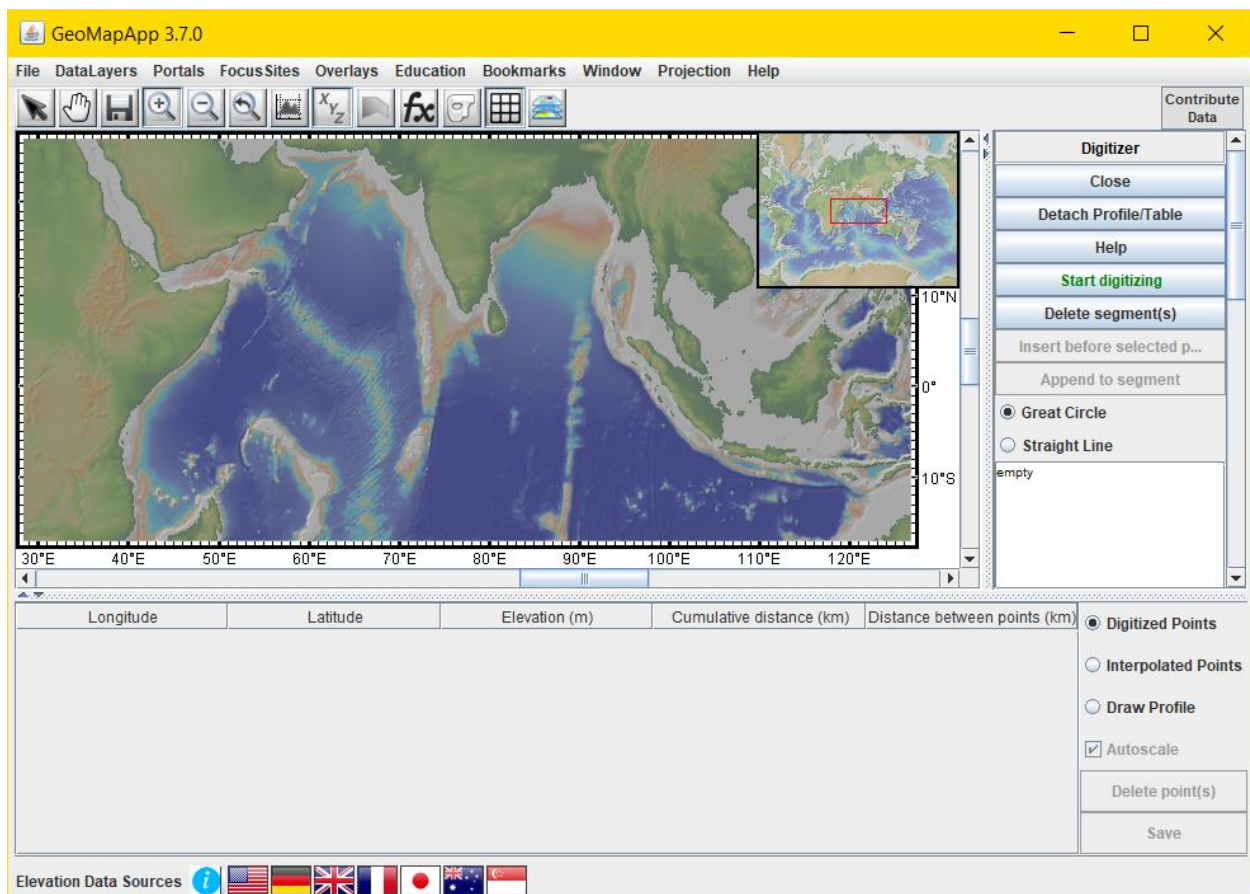 GeoMapApp 3.7.0
File DataLayers Portals FocusSites Overlays Education Bookmarks Window Projection Help
XYZ fx
Contribute
Data
Digitizer
Close
Detach Profile/Table
Help
Start digitizing
Delete segment(s)
Insert before selected p...
Append to segment
Great Circle
Straight Line
empty
10°N
0°
10°S
30°E 40°E 50°E 60°E 70°E 80°E 90°E 100°E 110°E 120°E
Longitude Latitude Elevation (m) Cumulative distance (km) Distance between points (km)
Digitized Points
Interpolated Points
Draw Profile
Autoscale
Delete point(s)
Save
Elevation Data Sources i